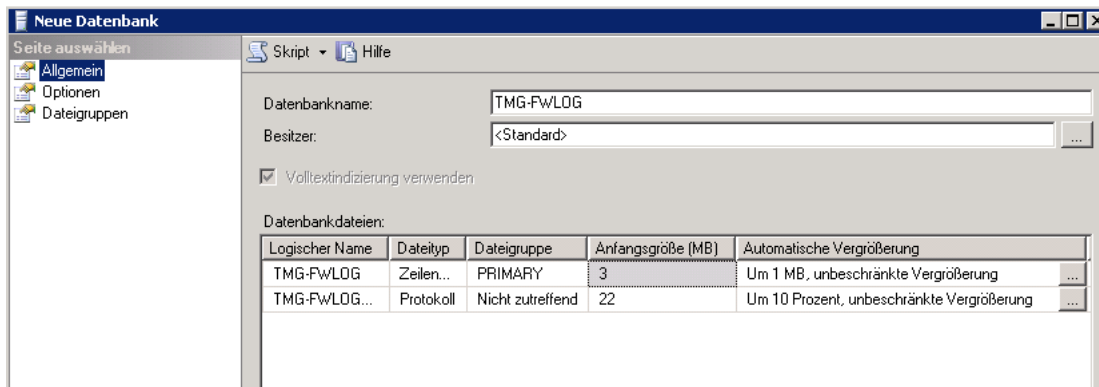 Neue Datenbank
Seite auswählen
Allgemein
Optionen
Dateigruppen
Skript Hilfe
Datenbankname: TMG-FWLOG
Besitzer: <Standard> ...
Volltextindizierung verwenden
Datenbankdateien:
Logischer Name Dateityp Dateigruppe Anfangsgröße (MB) Automatische Vergrößerung
TMG-FWLOG Zeilen... PRIMARY 3 Um 1 MB, unbeschränkte Vergrößerung ...
TMG-FWLOG... Protokoll Nicht zutreffend 22 Um 10 Prozent, unbeschränkte Vergrößerung ...